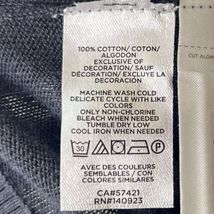 100% COTTON/ COTON/
ALGODON
EXCLUSIVE OF
DECORATION/ SAUF
DÉCORATION/ EXCLUYE LA
DECORACIÓN
MACHINE WASH COLD
DELICATE CYCLE WITH LIKE
COLORS
ONLY NON-CHLORINE
BLEACH WHEN NEEDED
TUMBLE DRY LOW
COOL IRON WHEN NEEDED
30
AVEC DES COULEURS
SEMBLABLES / CON
COLORES SIMILARES
CA#57421
RN#140923
CUT ALONG